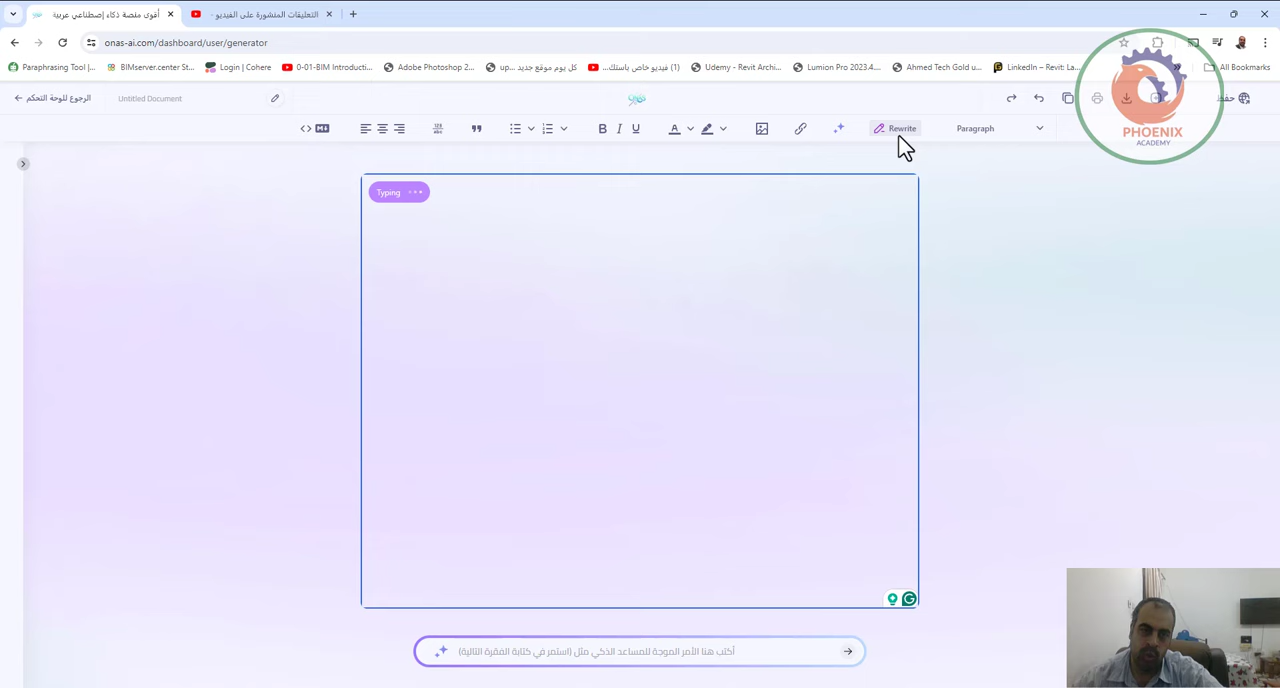 أقوى منصة ذكاء إصطناعي عربية
التعليقات المنشورة على الفيديو -
onas-ai.com/dashboard/user/generator
Paraphrasing Tool |...
BIMserver.center St...
Login | Cohere
0-01-BIM Introducti...
Adobe Photoshop 2...
كل يوم موقع جديد us
(1) فيديو خاص باستك...
Udemy - Revit Archi...
Lumion Pro 2023.4....
Ahmed Tech Gold u...
LinkedIn – Revit: La...
All Bookmarks
الرجوع للوحة التحكم
Untitled Document
حفظ
Rewrite
Paragraph
PHOENIX
ACADEMY
Typing
أكتب هنا الأمر الموجة للمساعد الذكي مثل (استمر في كتابة الفقرة التالية)